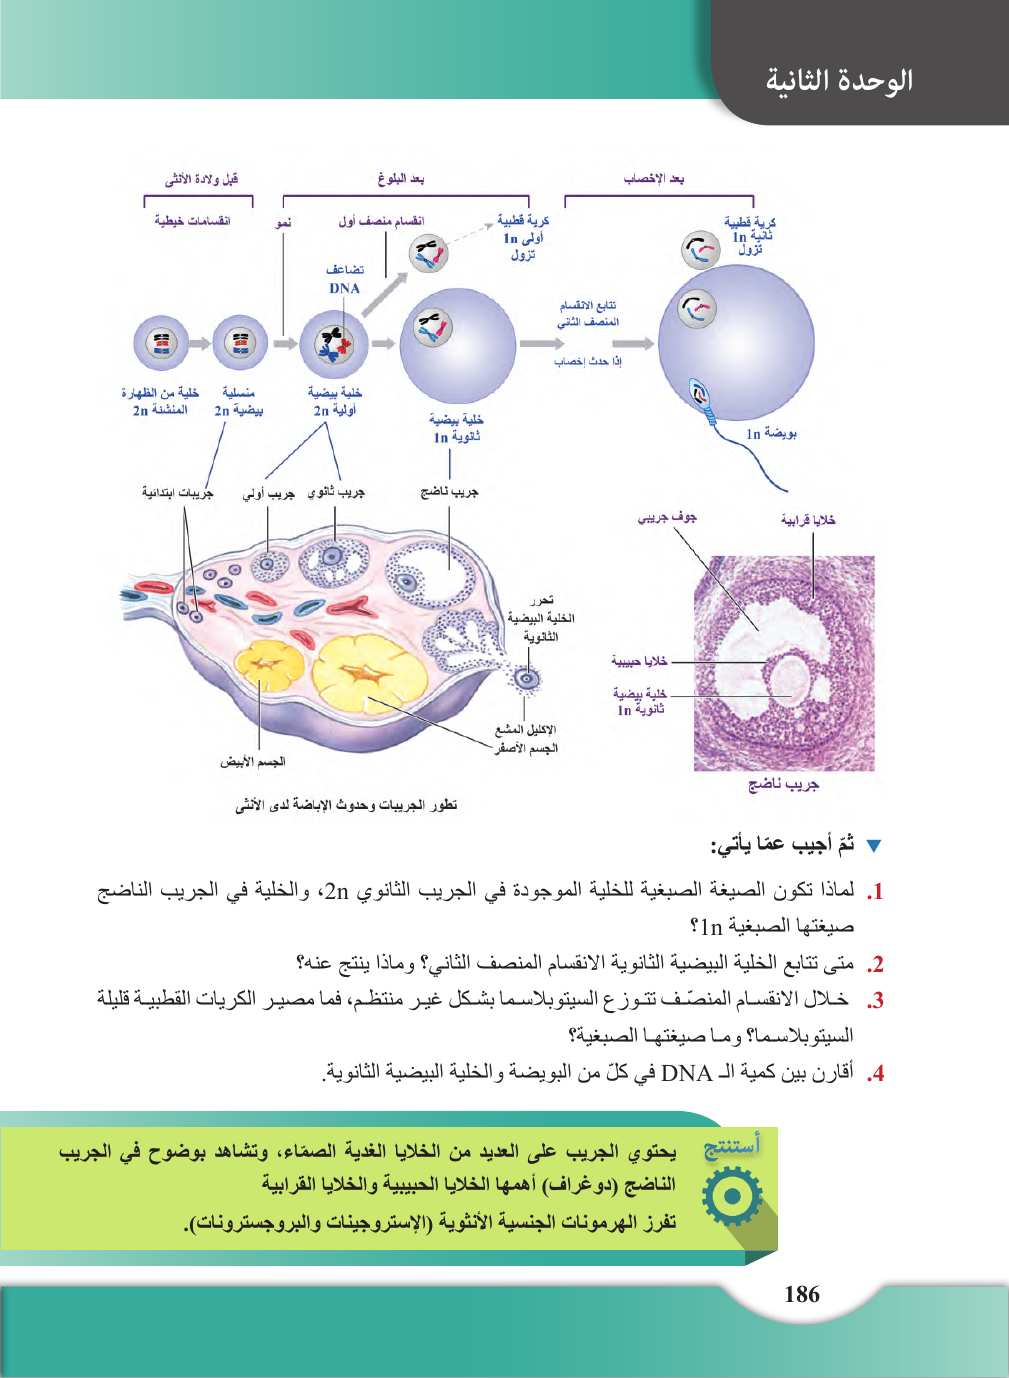 الوحدة الثانية
بعد الإخصاب
بعد البلوغ
قبل ولادة الأنثى
كرية قطبية
ثانية 1n
تزول
كرية قطبية
أولى 1n
تزول
انقسام منصف أول
نمو
انقسامات خيطية
تضاعف
DNA
تتابع الانقسام
المنصف الثاني
إذا حدث إخصاب
خلية من الظهارة
المنشئة 2n
منسلية
بيضية 2n
خلية بيضية
أولية 2n
خلية بيضية
ثانوية 1n
بويضة 1n
جريبات ابتدائية
جريب أولي
جريب ثانوي
جريب ناضج
جوف جريبي
خلايا قرابية
تحرر
الخلية البيضية
الثانوية
خلايا حبيبية
خلية بيضية
ثانوية 1n
الإكليل المشع
الجسم الأصفر
الجسم الأبيض
جريب ناضج
تطور الجريبات وحدوث الإباضة لدى الأنثى
ثمّ أجيب عمّا يأتي:
1. لماذا تكون الصيغة الصبغية للخلية الموجودة في الجريب الثانوي 2n، والخلية في الجريب الناضج
صيغتها الصبغية 1n؟
2. متى تتابع الخلية البيضية الثانوية الانقسام المنصف الثاني؟ وماذا ينتج عنه؟
3. خلال الانقسام المنصّف تتوزع السيتوبلاسما بشكل غير منتظم، فما مصير الكريات القطبية قليلة
السيتوبلاسما؟ وما صيغتها الصبغية؟
4. أقارن بين كمية الـ DNA في كلّ من البويضة والخلية البيضية الثانوية.
أستنتج
يحتوي الجريب على العديد من الخلايا الغدية الصمّاء، وتشاهد بوضوح في الجريب
الناضج (دوغراف) أهمها الخلايا الحبيبية والخلايا القرابية
تفرز الهرمونات الجنسية الأنثوية (الإستروجينات والبروجسترونات).
186